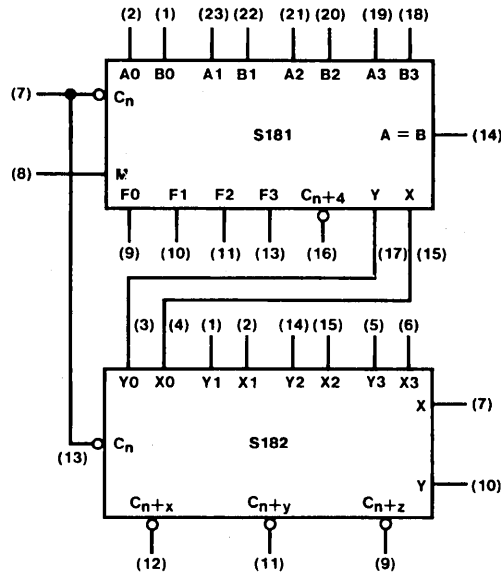 (2) (1) (23) (22) (21) (20) (19) (18)
A0 B0 A1 B1 A2 B2 A3 B3
(7) Cn
S181 A = B (14)
(8) M
F0 F1 F2 F3 Cn+4 Y X
(9) (10) (11) (13) (16) (17) (15)
(3) (4) (1) (2) (14) (15) (5) (6)
Y0 X0 Y1 X1 Y2 X2 Y3 X3
X (7)
Cn S182
(13)
Y (10)
Cn+x Cn+y Cn+z
(12) (11) (9)